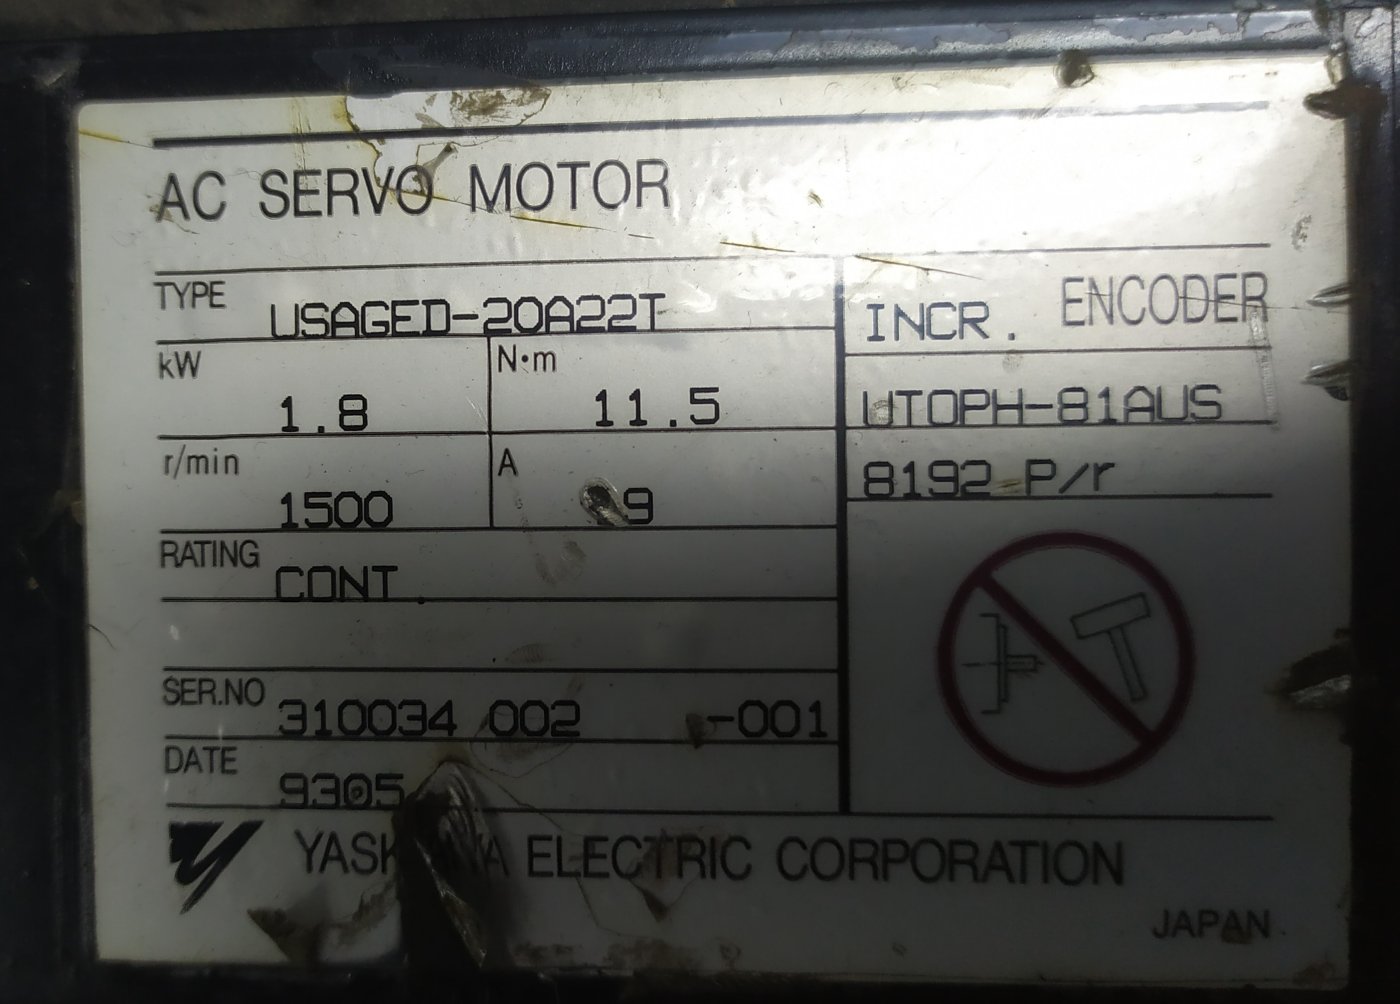 AC SERVO MOTOR
TYPE USAGED-20A22T
INCR. ENCODER
kW 1.8 N·m 11.5
UTOPH-81AUS
r/min 1500 A
8192 P/r
RATING CONT.
SER.NO 310034 002 -001
DATE 9305
ELECTRIC CORPORATION
JAPAN